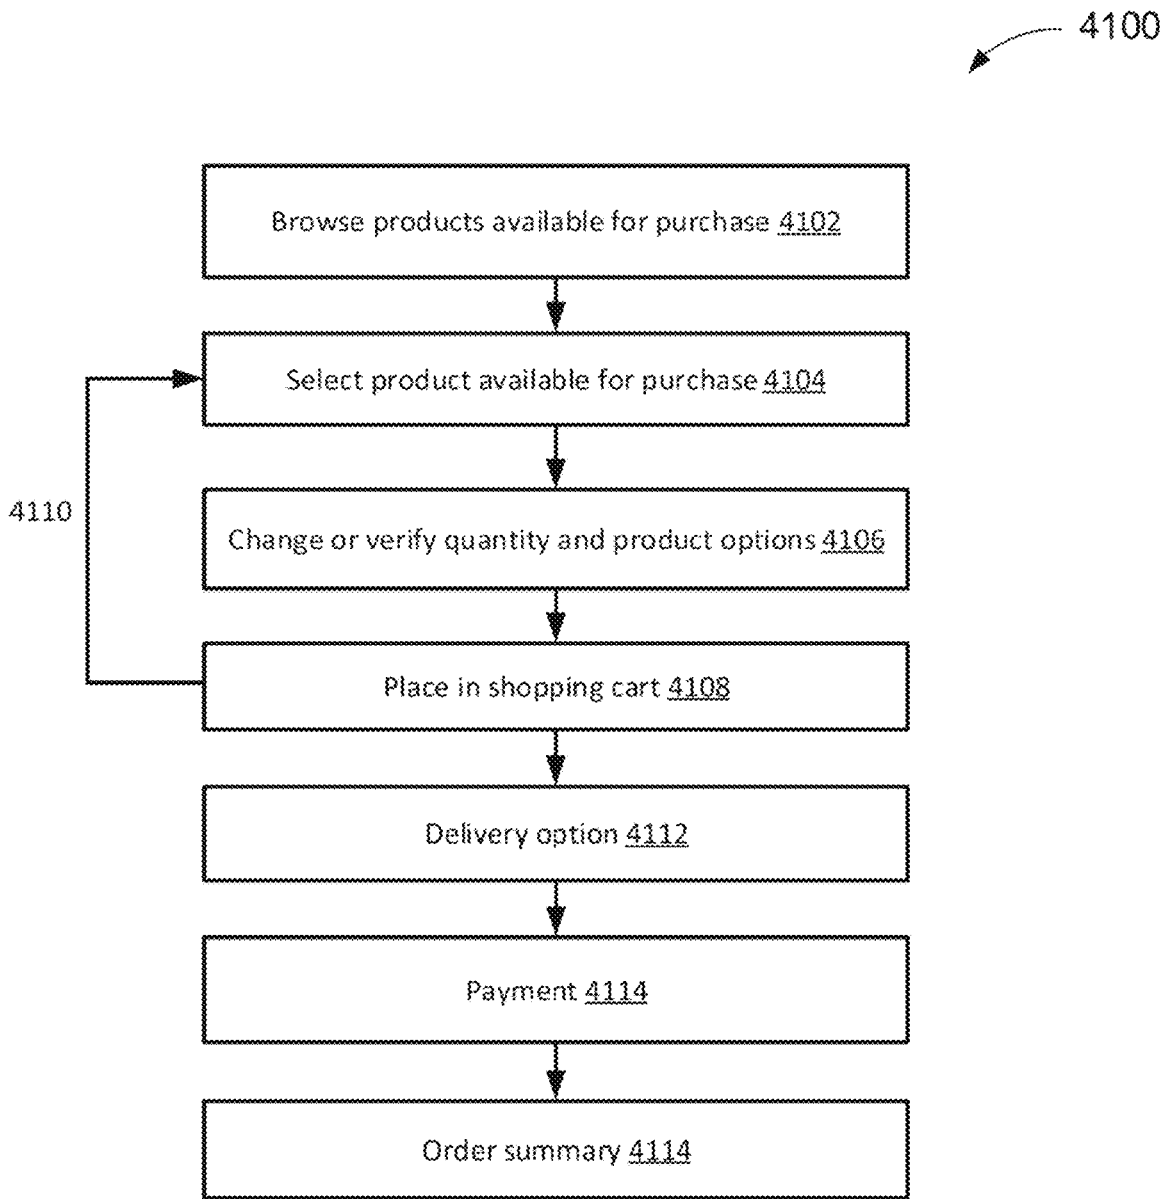 4100
Browse products available for purchase 4102
Select product available for purchase 4104
4110
Change or verify quantity and product options 4106
Place in shopping cart 4108
Delivery option 4112
Payment 4114
Order summary 4114